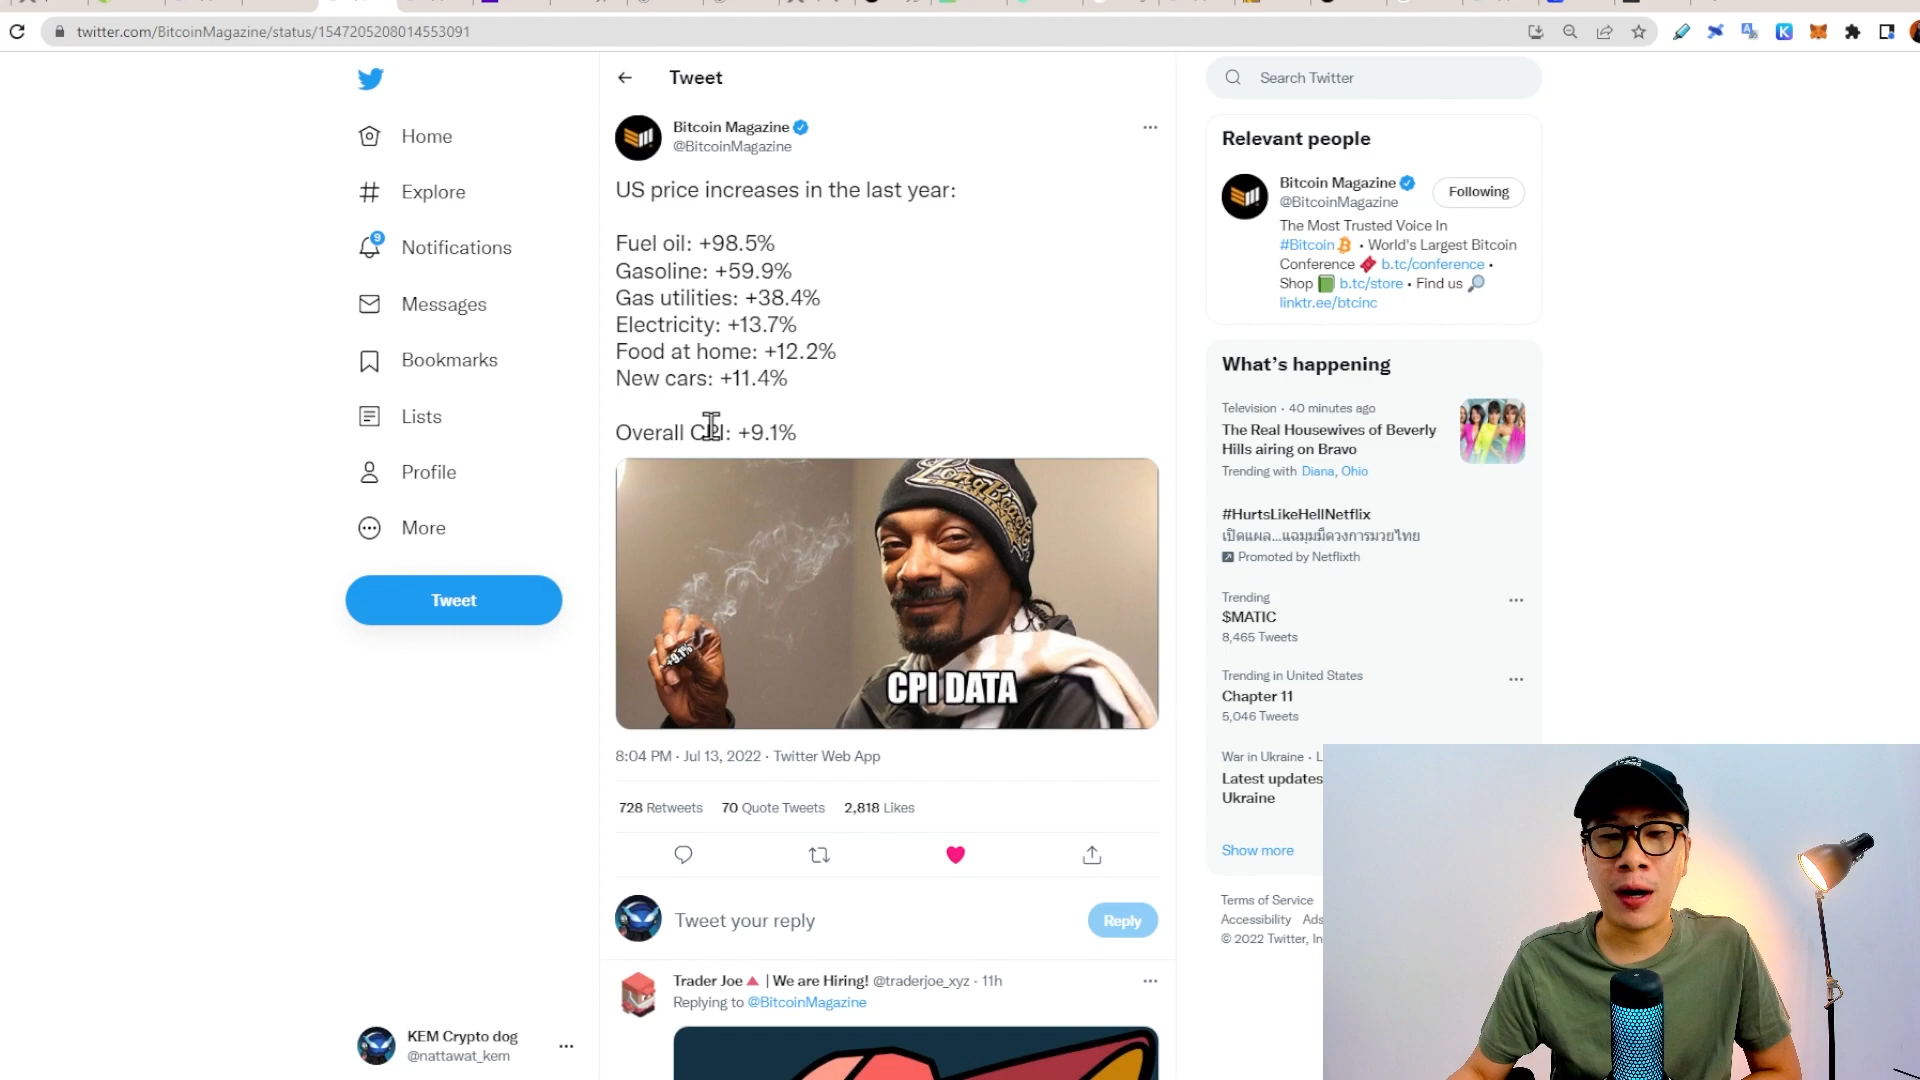 twitter.com/BitcoinMagazine/status/1547205208014553091
Home
Explore
9
Notifications
Messages
Bookmarks
Lists
Profile
More
Tweet
KEM Crypto dog
@nattawat_kem
Tweet
Bitcoin Magazine
@BitcoinMagazine
US price increases in the last year:
Fuel oil: +98.5%
Gasoline: +59.9%
Gas utilities: +38.4%
Electricity: +13.7%
Food at home: +12.2%
New cars: +11.4%
Overall CPI: +9.1%
+9.1%
CPI DATA
8:04 PM · Jul 13, 2022 · Twitter Web App
728 Retweets 70 Quote Tweets 2,818 Likes
Tweet your reply
Reply
Trader Joe | We are Hiring! @traderjoe_xyz · 11h
Replying to @BitcoinMagazine
Search Twitter
Relevant people
Bitcoin Magazine
@BitcoinMagazine
Following
The Most Trusted Voice In
#Bitcoin • World's Largest Bitcoin
Conference b.tc/conference •
Shop b.tc/store • Find us
linktr.ee/btcinc
What's happening
Television · 40 minutes ago
The Real Housewives of Beverly
Hills airing on Bravo
Trending with Diana, Ohio
#HurtsLikeHellNetflix
เปิดแผล...แฉมุมมืดวงการมวยไทย
Promoted by Netflixth
Trending
$MATIC
8,465 Tweets
Trending in United States
Chapter 11
5,046 Tweets
War in Ukraine · L
Latest updates
Ukraine
Show more
Terms of Service
Accessibility Ads
© 2022 Twitter, In